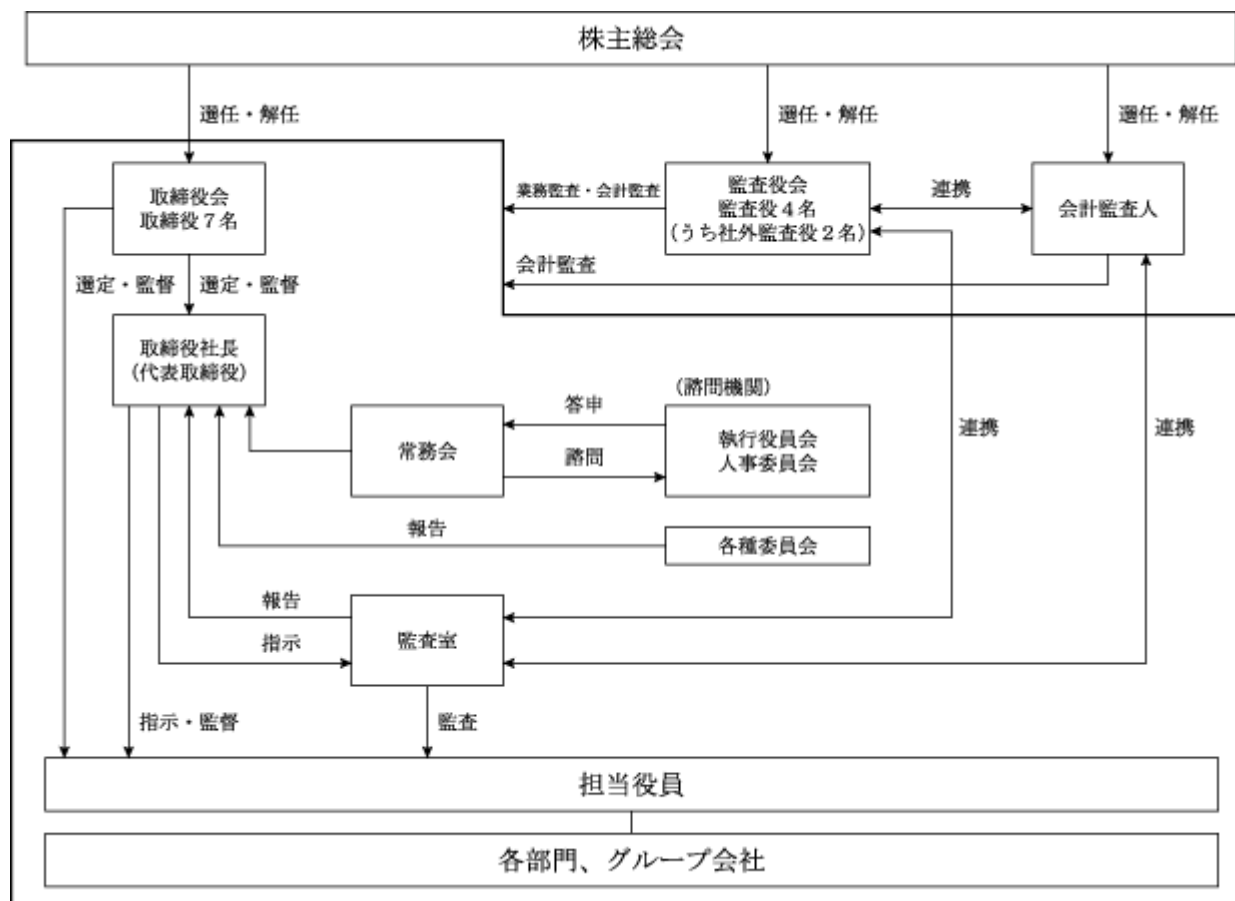 株主総会
選任・解任
選任・解任
選任・解任
取締役会
取締役７名
業務監査・会計監査
監査役会
監査役４名
(うち社外監査役２名)
連携
会計監査人
会計監査
選定・監督
選定・監督
取締役社長
(代表取締役)
(諮問機関)
答申
常務会
諮問
執行役員会
人事委員会
連携
連携
報告
各種委員会
報告
指示
監査室
指示・監督
監査
担当役員
各部門、グループ会社